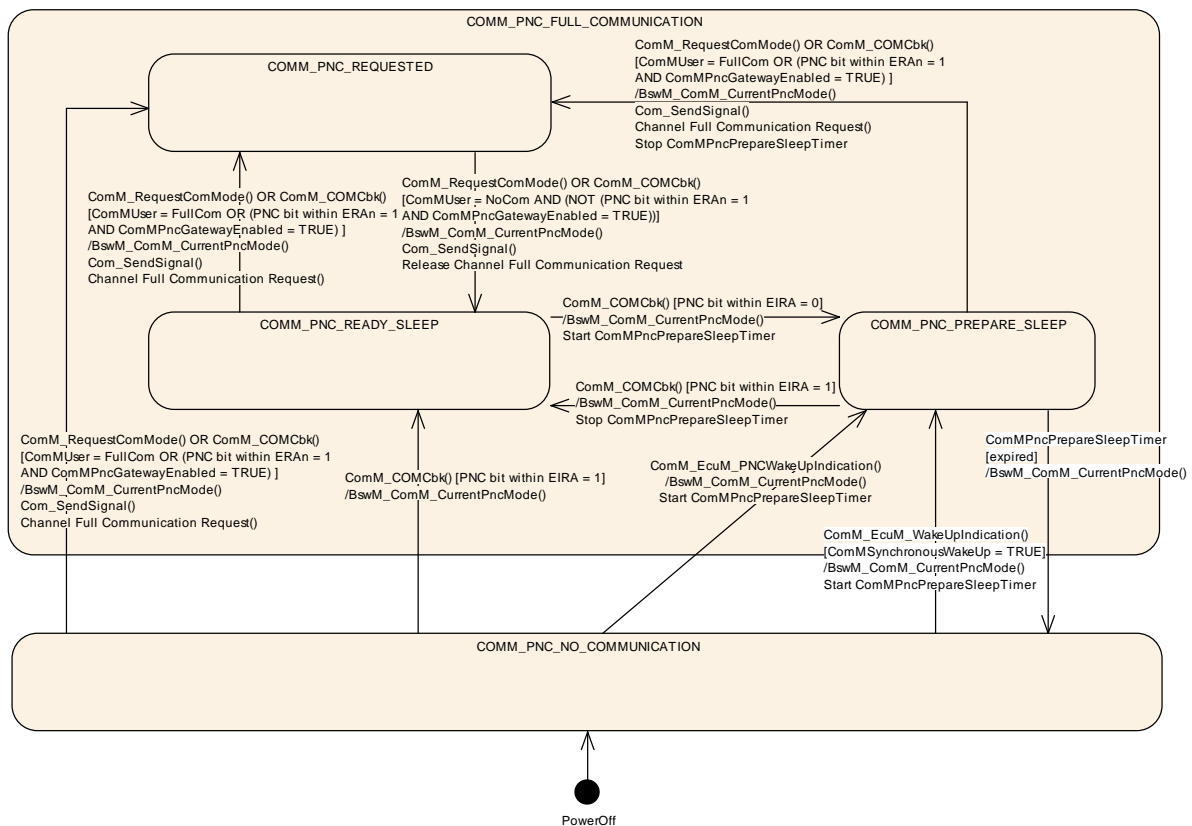 COMM_PNC_FULL_COMMUNICATION
COMM_PNC_REQUESTED
ComM_RequestComMode() OR ComM_COMCbk()
[ComMUser = FullCom OR (PNC bit within ERAn = 1
AND ComMPncGatewayEnabled = TRUE) ]
/BswM_ComM_CurrentPncMode()
Com_SendSignal()
Channel Full Communication Request()
Stop ComMPncPrepareSleepTimer
ComM_RequestComMode() OR ComM_COMCbk()
[ComMUser = FullCom OR (PNC bit within ERAn = 1
AND ComMPncGatewayEnabled = TRUE) ]
/BswM_ComM_CurrentPncMode()
Com_SendSignal()
Channel Full Communication Request()
ComM_RequestComMode() OR ComM_COMCbk()
[ComMUser = NoCom AND (NOT (PNC bit within ERAn = 1
AND ComMPncGatewayEnabled = TRUE))]
/BswM_ComM_CurrentPncMode()
Com_SendSignal()
Release Channel Full Communication Request
COMM_PNC_READY_SLEEP
ComM_COMCbk() [PNC bit within EIRA = 0]
/BswM_ComM_CurrentPncMode()
Start ComMPncPrepareSleepTimer
COMM_PNC_PREPARE_SLEEP
ComM_COMCbk() [PNC bit within EIRA = 1]
/BswM_ComM_CurrentPncMode()
Stop ComMPncPrepareSleepTimer
ComM_RequestComMode() OR ComM_COMCbk()
[ComMUser = FullCom OR (PNC bit within ERAn = 1
AND ComMPncGatewayEnabled = TRUE) ]
/BswM_ComM_CurrentPncMode()
Com_SendSignal()
Channel Full Communication Request()
ComM_COMCbk() [PNC bit within EIRA = 1]
/BswM_ComM_CurrentPncMode()
ComM_EcuM_PNCWakeUpIndication()
/BswM_ComM_CurrentPncMode()
Start ComMPncPrepareSleepTimer
ComMPncPrepareSleepTimer
[expired]
/BswM_ComM_CurrentPncMode()
ComM_EcuM_WakeUpIndication()
[ComMSynchronousWakeUp = TRUE]
/BswM_ComM_CurrentPncMode()
Start ComMPncPrepareSleepTimer
COMM_PNC_NO_COMMUNICATION
PowerOff